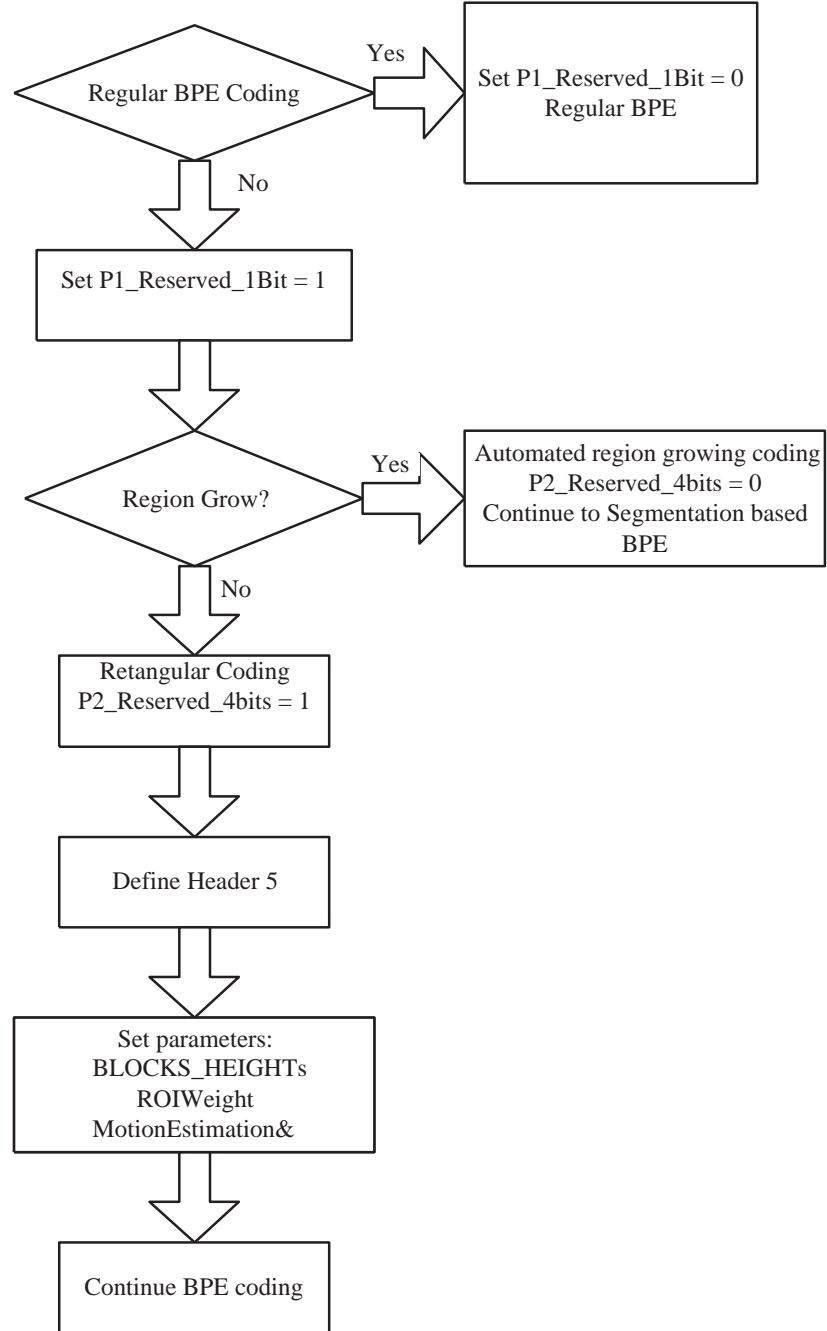 Regular BPE Coding
Yes
Set P1_Reserved_1Bit = 0
Regular BPE
No
Set P1_Reserved_1Bit = 1
Region Grow?
Yes
Automated region growing coding
P2_Reserved_4bits = 0
Continue to Segmentation based
BPE
No
Retangular Coding
P2_Reserved_4bits = 1
Define Header 5
Set parameters:
BLOCKS_HEIGHTs
ROIWeight
MotionEstimation&
Continue BPE coding